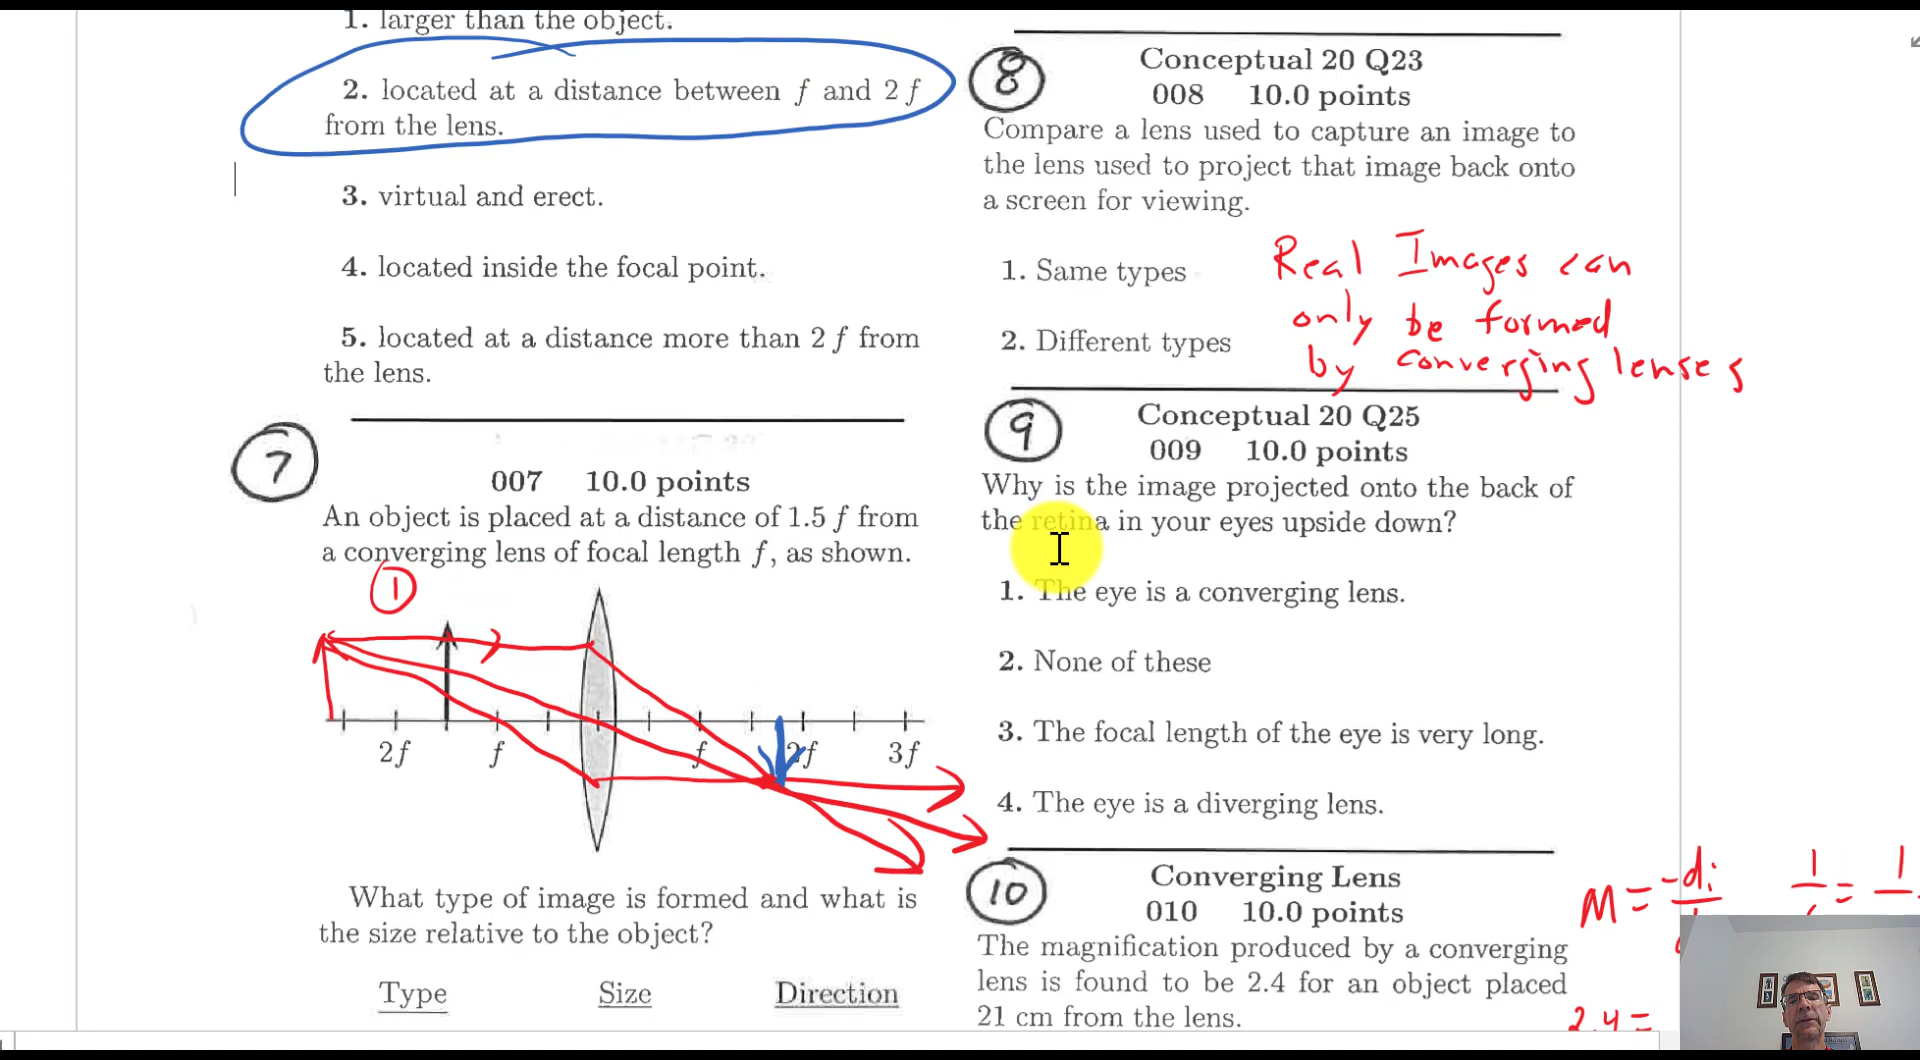 1. larger than the object.
2. located at a distance between f and 2 f
from the lens.
3. virtual and erect.
4. located inside the focal point.
5. located at a distance more than 2 f from
the lens.
7
007 10.0 points
An object is placed at a distance of 1.5 f from
a converging lens of focal length f, as shown.
1
2f f f 2f 3f
What type of image is formed and what is
the size relative to the object?
Type Size Direction
8
Conceptual 20 Q23
008 10.0 points
Compare a lens used to capture an image to
the lens used to project that image back onto
a screen for viewing.
1. Same types
2. Different types
Real Images can
only be formed
by converging lenses
9
Conceptual 20 Q25
009 10.0 points
Why is the image projected onto the back of
the retina in your eyes upside down?
1. The eye is a converging lens.
2. None of these
3. The focal length of the eye is very long.
4. The eye is a diverging lens.
10
Converging Lens
010 10.0 points
The magnification produced by a converging
lens is found to be 2.4 for an object placed
21 cm from the lens.
M = -di
1 = 1
2.4 =